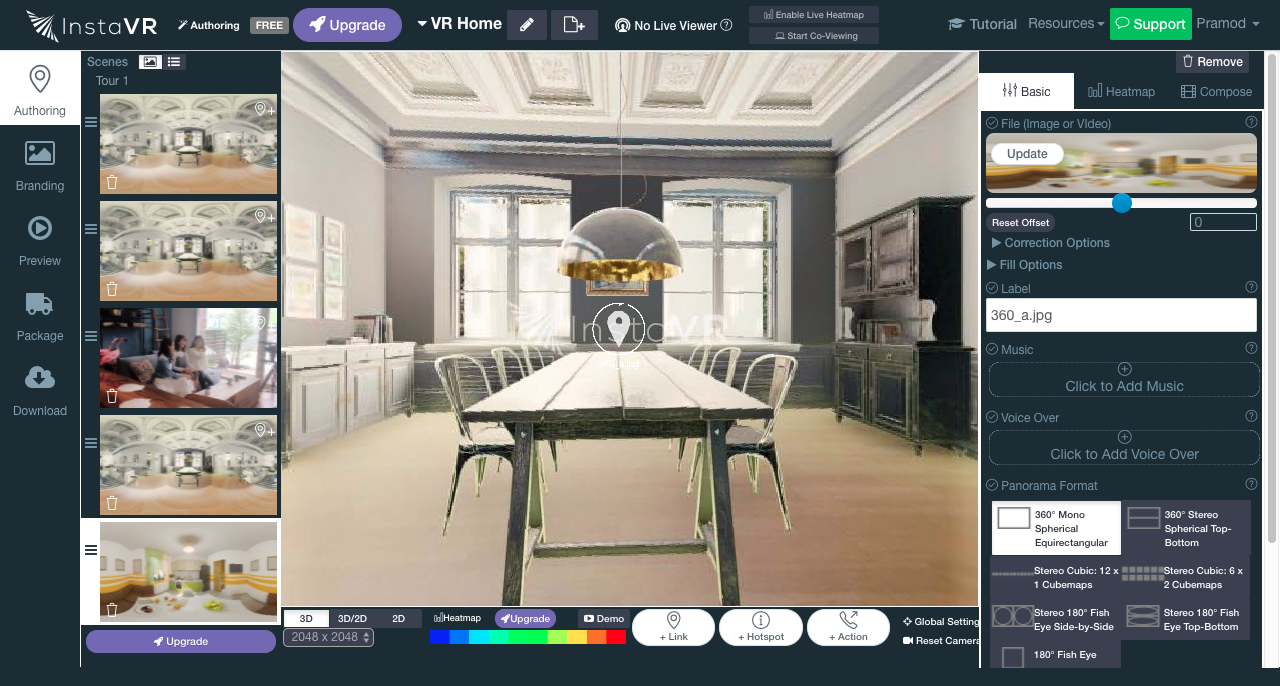 InstaVR
Authoring
FREE
Upgrade
VR Home
No Live Viewer
Enable Live Heatmap
Start Co-Viewing
Tutorial
Resources
Support
Pramod
Authoring
Branding
Preview
Package
Download
Scenes
Tour 1
Upgrade
InstaVR
3D
3D/2D
2D
2048 x 2048
Heatmap
Upgrade
Demo
+ Link
+ Hotspot
+ Action
Global Setting
Reset Camera
Remove
Basic
Heatmap
Compose
File (Image or VIdeo)
Update
Reset Offset
0
Correction Options
Fill Options
Label
360_a.jpg
Music
Click to Add Music
Voice Over
Click to Add Voice Over
Panorama Format
360° Mono
Spherical
Equirectangular
360° Stereo
Spherical Top-
Bottom
Stereo Cubic: 12 x
1 Cubemaps
Stereo Cubic: 6 x
2 Cubemaps
Stereo 180° Fish
Eye Side-by-Side
Stereo 180° Fish
Eye Top-Bottom
180° Fish Eye